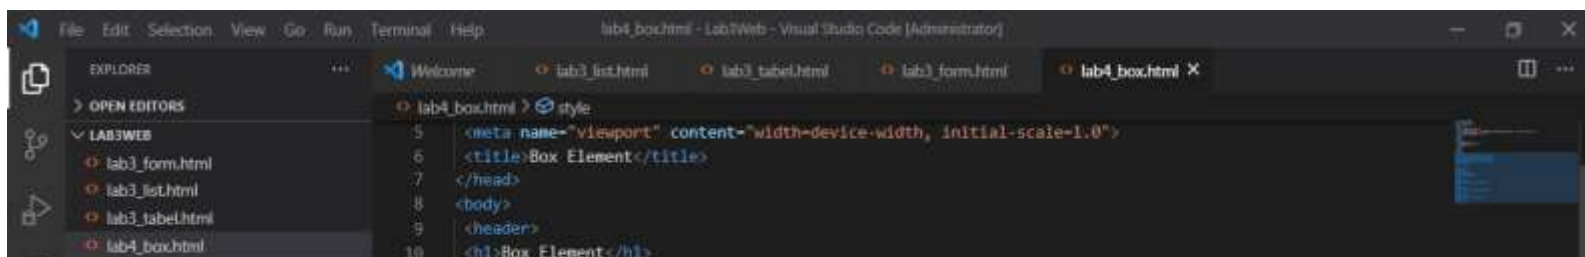 File Edit Selection View Go Run Terminal Help lab4_box.html - Lab3Web - Visual Studio Code [Administrator]
EXPLORER
Welcome lab3_list.html lab3_tabel.html lab3_form.html lab4_box.html
OPEN EDITORS
lab4_box.html > style
LAB3WEB
lab3_form.html
lab3_list.html
lab3_tabel.html
lab4_box.html
5 <meta name="viewport" content="width=device-width, initial-scale=1.0">
6 <title>Box Element</title>
7 </head>
8 <body>
9 <header>
10 <h1>Box Element</h1>